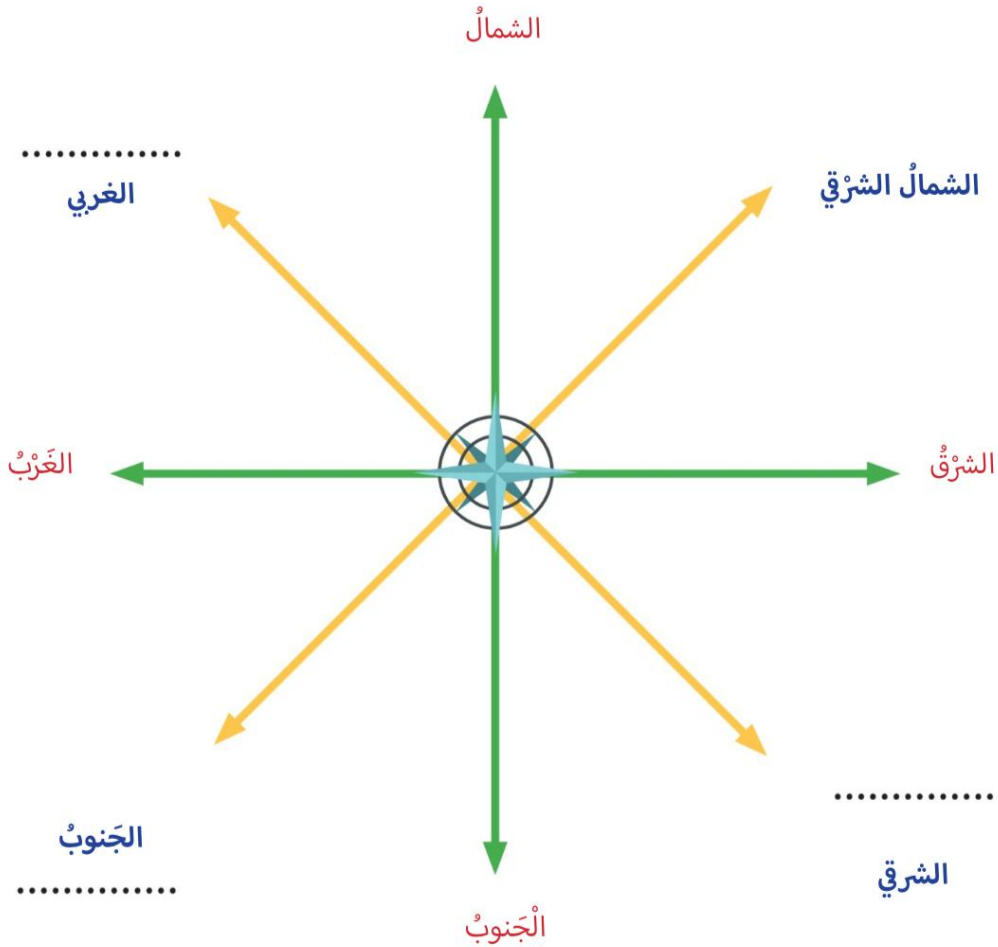 الشمالُ
..............
الغربي
الشمالُ الشرْقي
الغَرْبُ
الشرْقُ
..............
الشرقي
الجَنوبُ
..............
الْجَنوبُ